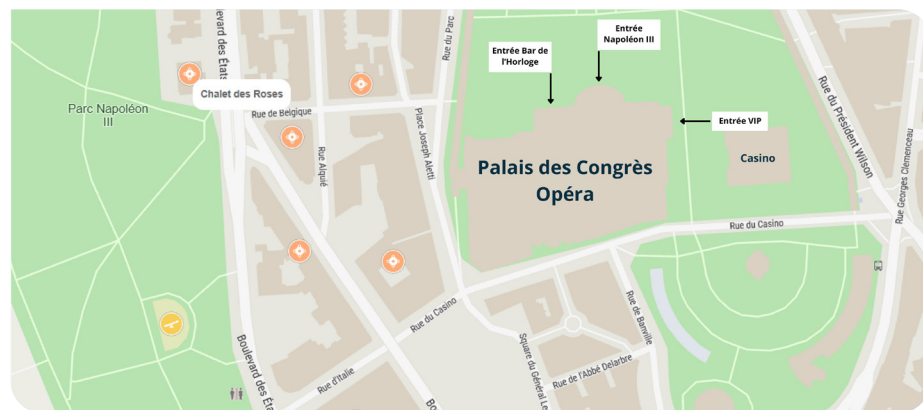 Boulevard des États
Rue du Parc
Entrée
Napoléon III
Entrée Bar de
l'Horloge
Chalet des Roses
Parc Napoléon
III
Rue de Belgique
Place Joseph Aletti
Rue Alquié
Entrée VIP
Rue du Président Wilson
Casino
Palais des Congrès
Opéra
Rue Georges Clemenceau
Rue du Casino
Rue du Casino
Rue de Banville
Square du Général Le
Boulevard des Éta
Rue d'Italie
Rue de l'Abbé Delarbre
Bo